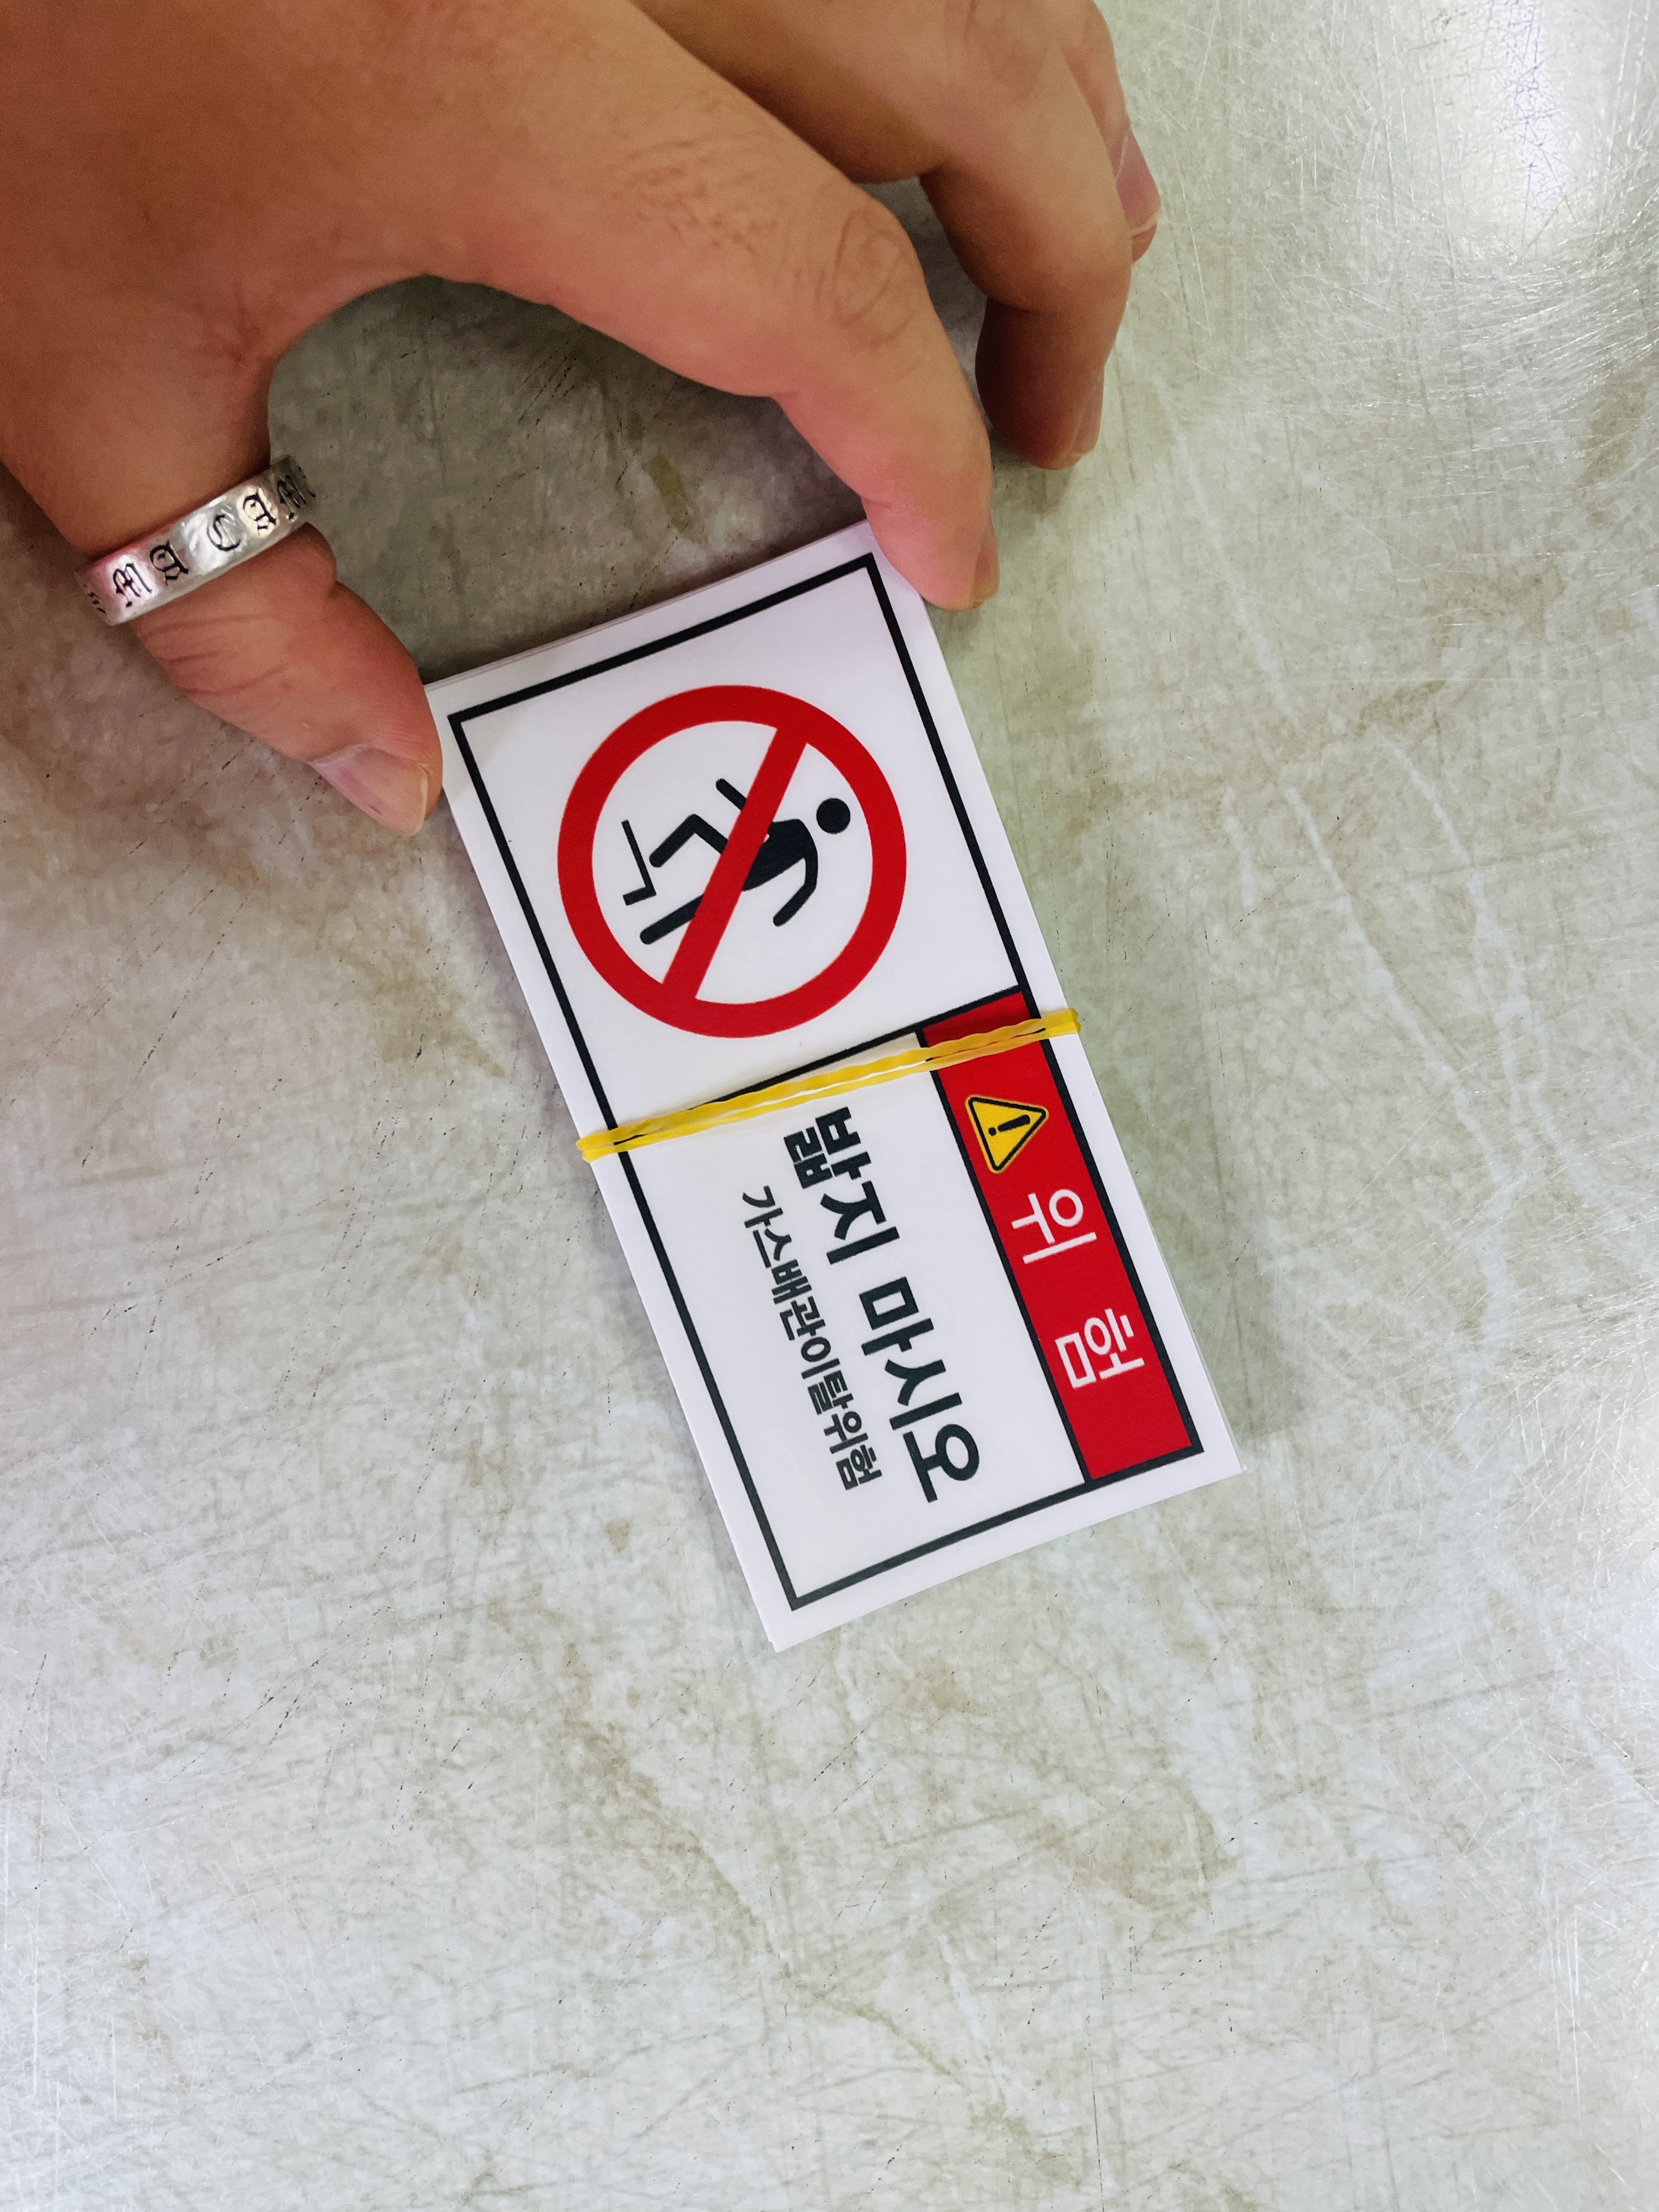 위 험
밟지 마시오
가스배관이탈위험